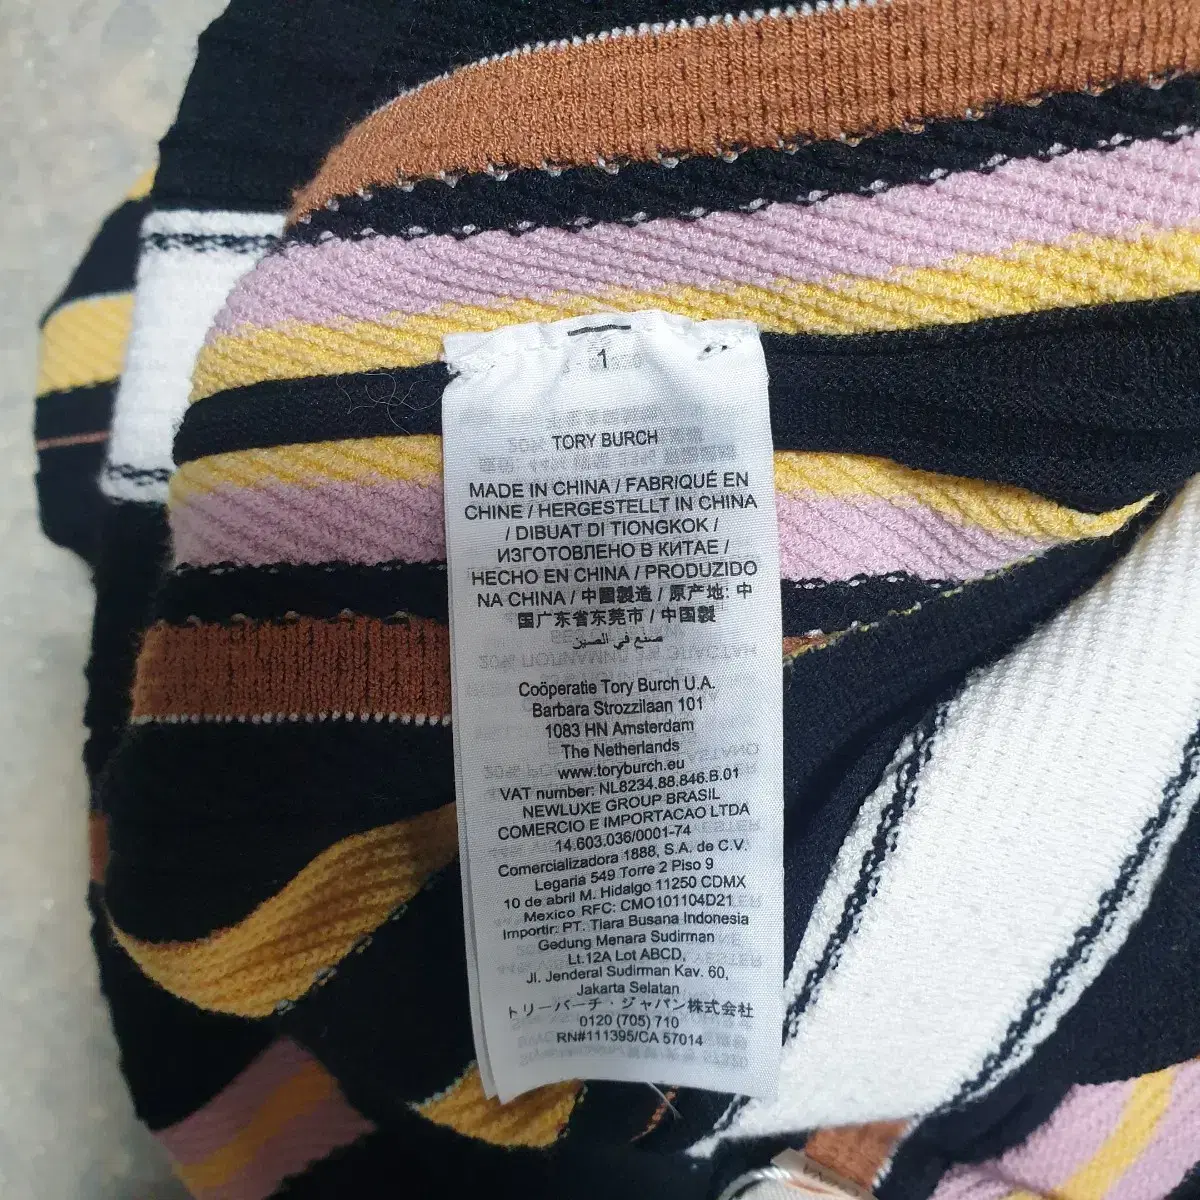 1
TORY BURCH
MADE IN CHINA / FABRIQUÉ EN
CHINE / HERGESTELLT IN CHINA
/ DIBUAT DI TIONGKOK /
ИЗГОТОВЛЕНО В КИТАЕ /
HECHO EN CHINA / PRODUZIDO
NA CHINA / 中國製造 / 原产地: 中
国广东省东莞市 / 中国製
صنع في الصين
Coöperatie Tory Burch U.A.
Barbara Strozzilaan 101
1083 HN Amsterdam
The Netherlands
www.toryburch.eu
VAT number: NL8234.88.846.B.01
NEWLUXE GROUP BRASIL
COMERCIO E IMPORTACAO LTDA
14.603.036/0001-74
Comercializadora 1888, S.A. de C.V.
Legaria 549 Torre 2 Piso 9
10 de abril M. Hidalgo 11250 CDMX
Mexico RFC: CMO101104D21
Importir: PT. Tiara Busana Indonesia
Gedung Menara Sudirman
Lt.12A Lot ABCD,
Jl. Jenderal Sudirman Kav. 60,
Jakarta Selatan
トリーバーチ・ジャパン株式会社
0120 (705) 710
RN#111395/CA 57014